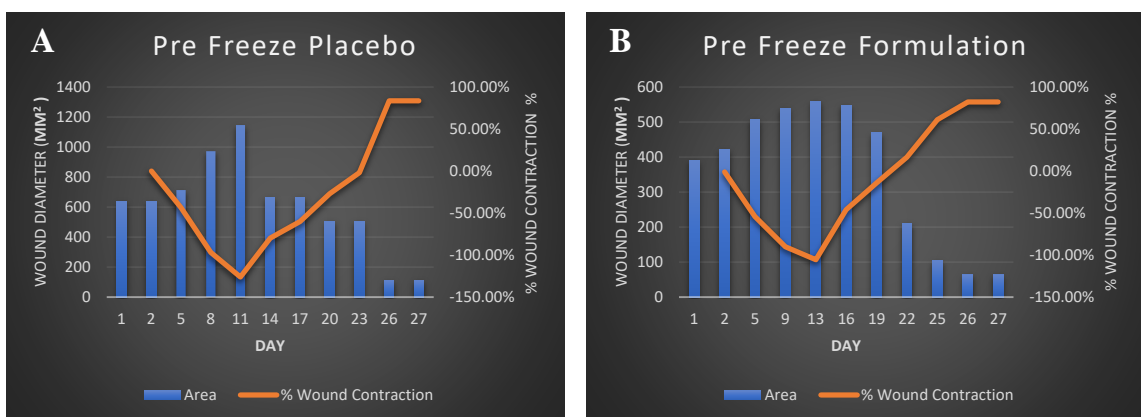 A
Pre Freeze Placebo
WOUND DIAMETER (MM²)
1400
1200
1000
800
600
400
200
0
100.00%
50.00%
0.00%
-50.00%
-100.00%
-150.00%
% WOUND CONTRACTION %
1 2 5 8 11 14 17 20 23 26 27
DAY
Area % Wound Contraction
B
Pre Freeze Formulation
WOUND DIAMETER (MM²)
600
500
400
300
200
100
0
100.00%
50.00%
0.00%
-50.00%
-100.00%
-150.00%
% WOUND CONTRACTION %
1 2 5 9 13 16 19 22 25 26 27
DAY
Area % Wound Contraction